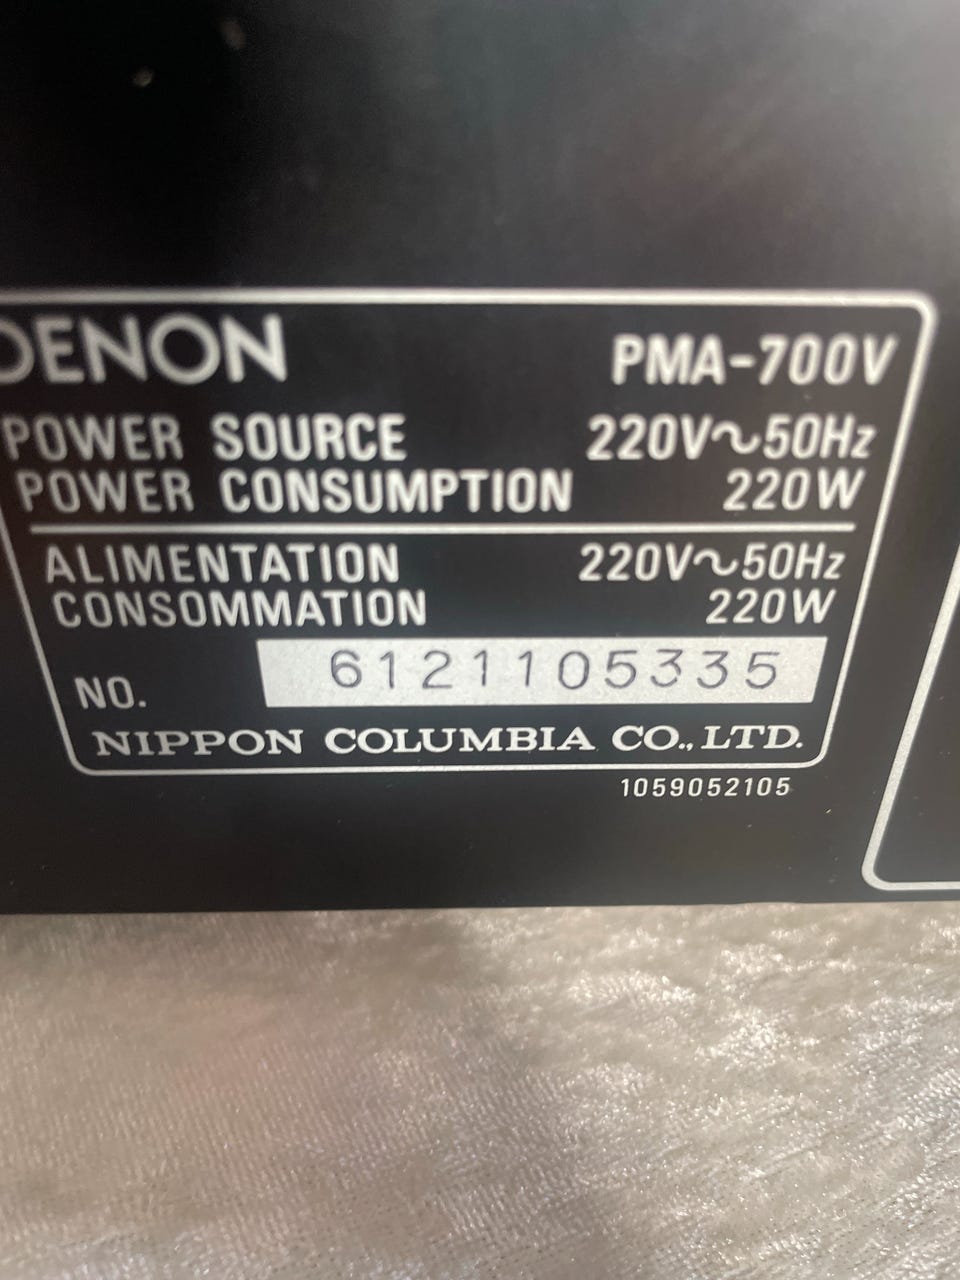 DENON PMA-700V
POWER SOURCE 220V~50Hz
POWER CONSUMPTION 220W
ALIMENTATION 220V~50Hz
CONSOMMATION 220W
NO. 6121105335
NIPPON COLUMBIA CO., LTD.
1059052105